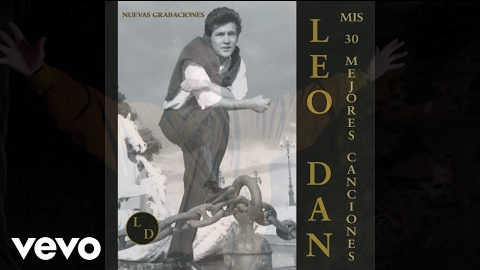 NUEVAS GRABACIONES
LEO DAN
MIS 30 MEJORES CANCIONES
L D
vevo